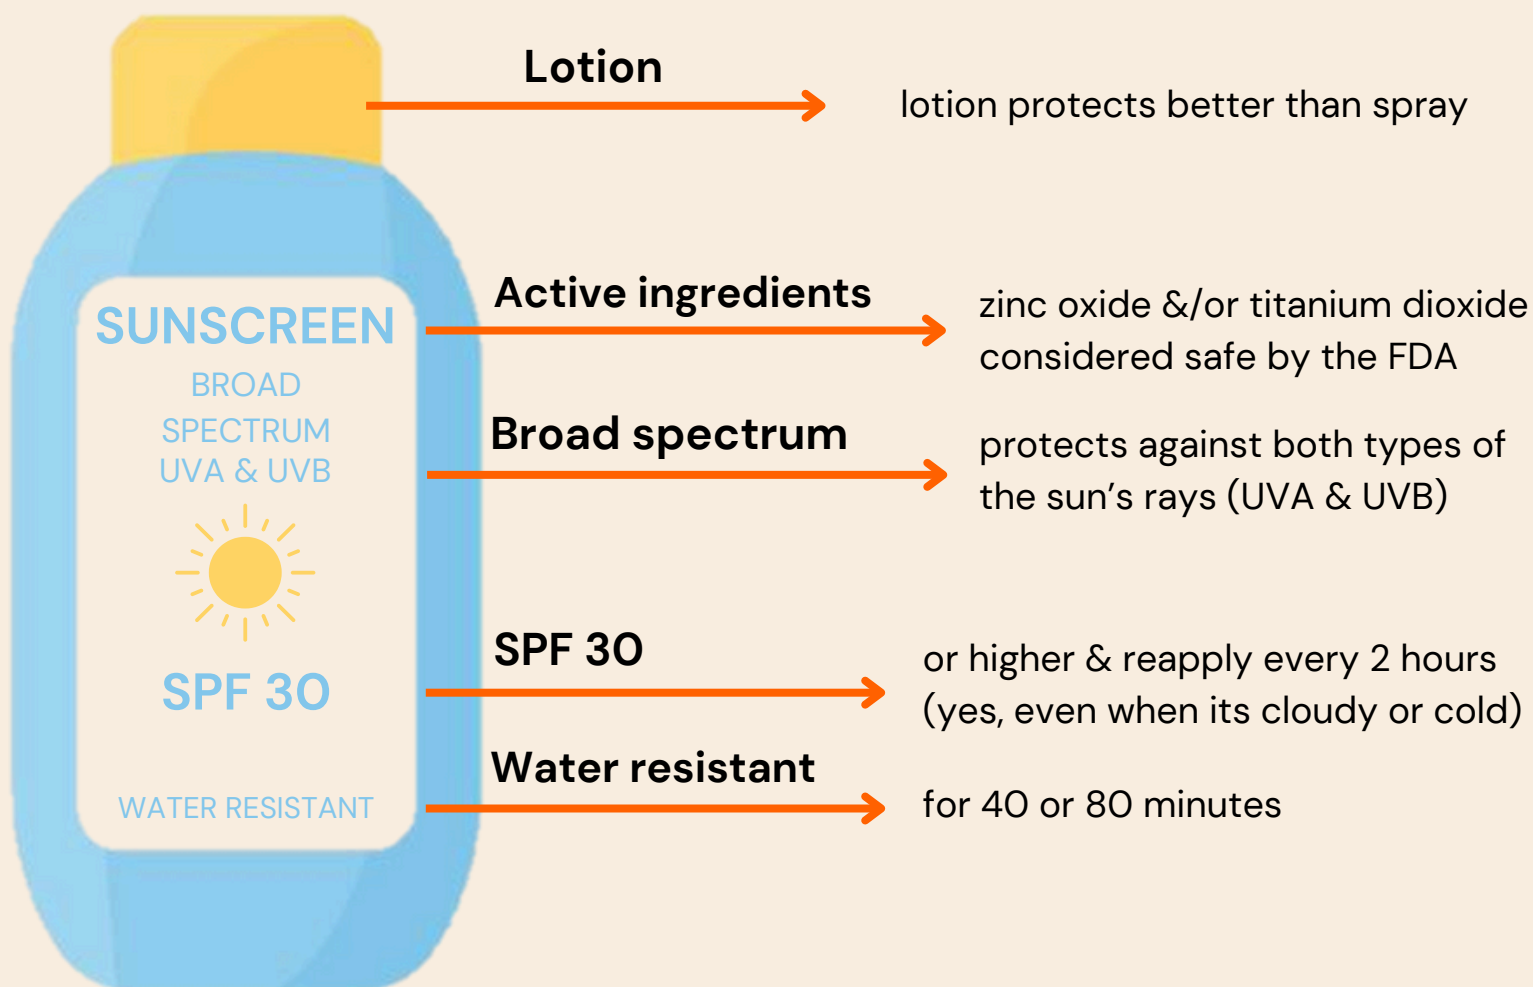 Lotion
lotion protects better than spray
SUNSCREEN
BROAD
SPECTRUM
UVA & UVB
SPF 30
WATER RESISTANT
Active ingredients
zinc oxide &/or titanium dioxide
considered safe by the FDA
Broad spectrum
protects against both types of
the sun's rays (UVA & UVB)
SPF 30
or higher & reapply every 2 hours
(yes, even when its cloudy or cold)
Water resistant
for 40 or 80 minutes